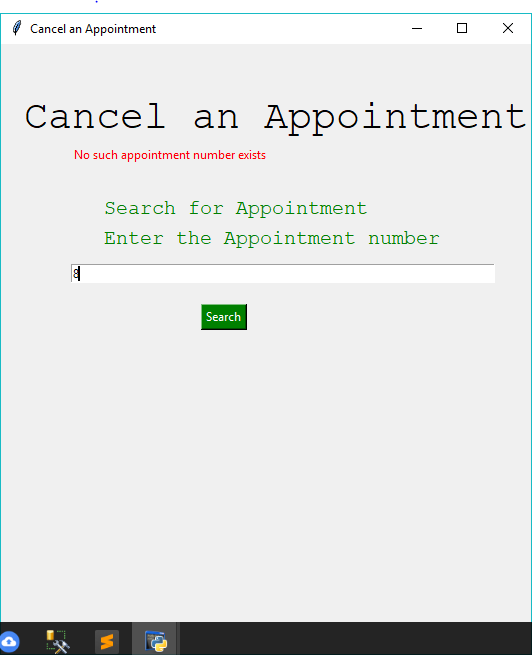 Cancel an Appointment
Cancel an Appointment
No such appointment number exists
Search for Appointment
Enter the Appointment number
8
Search